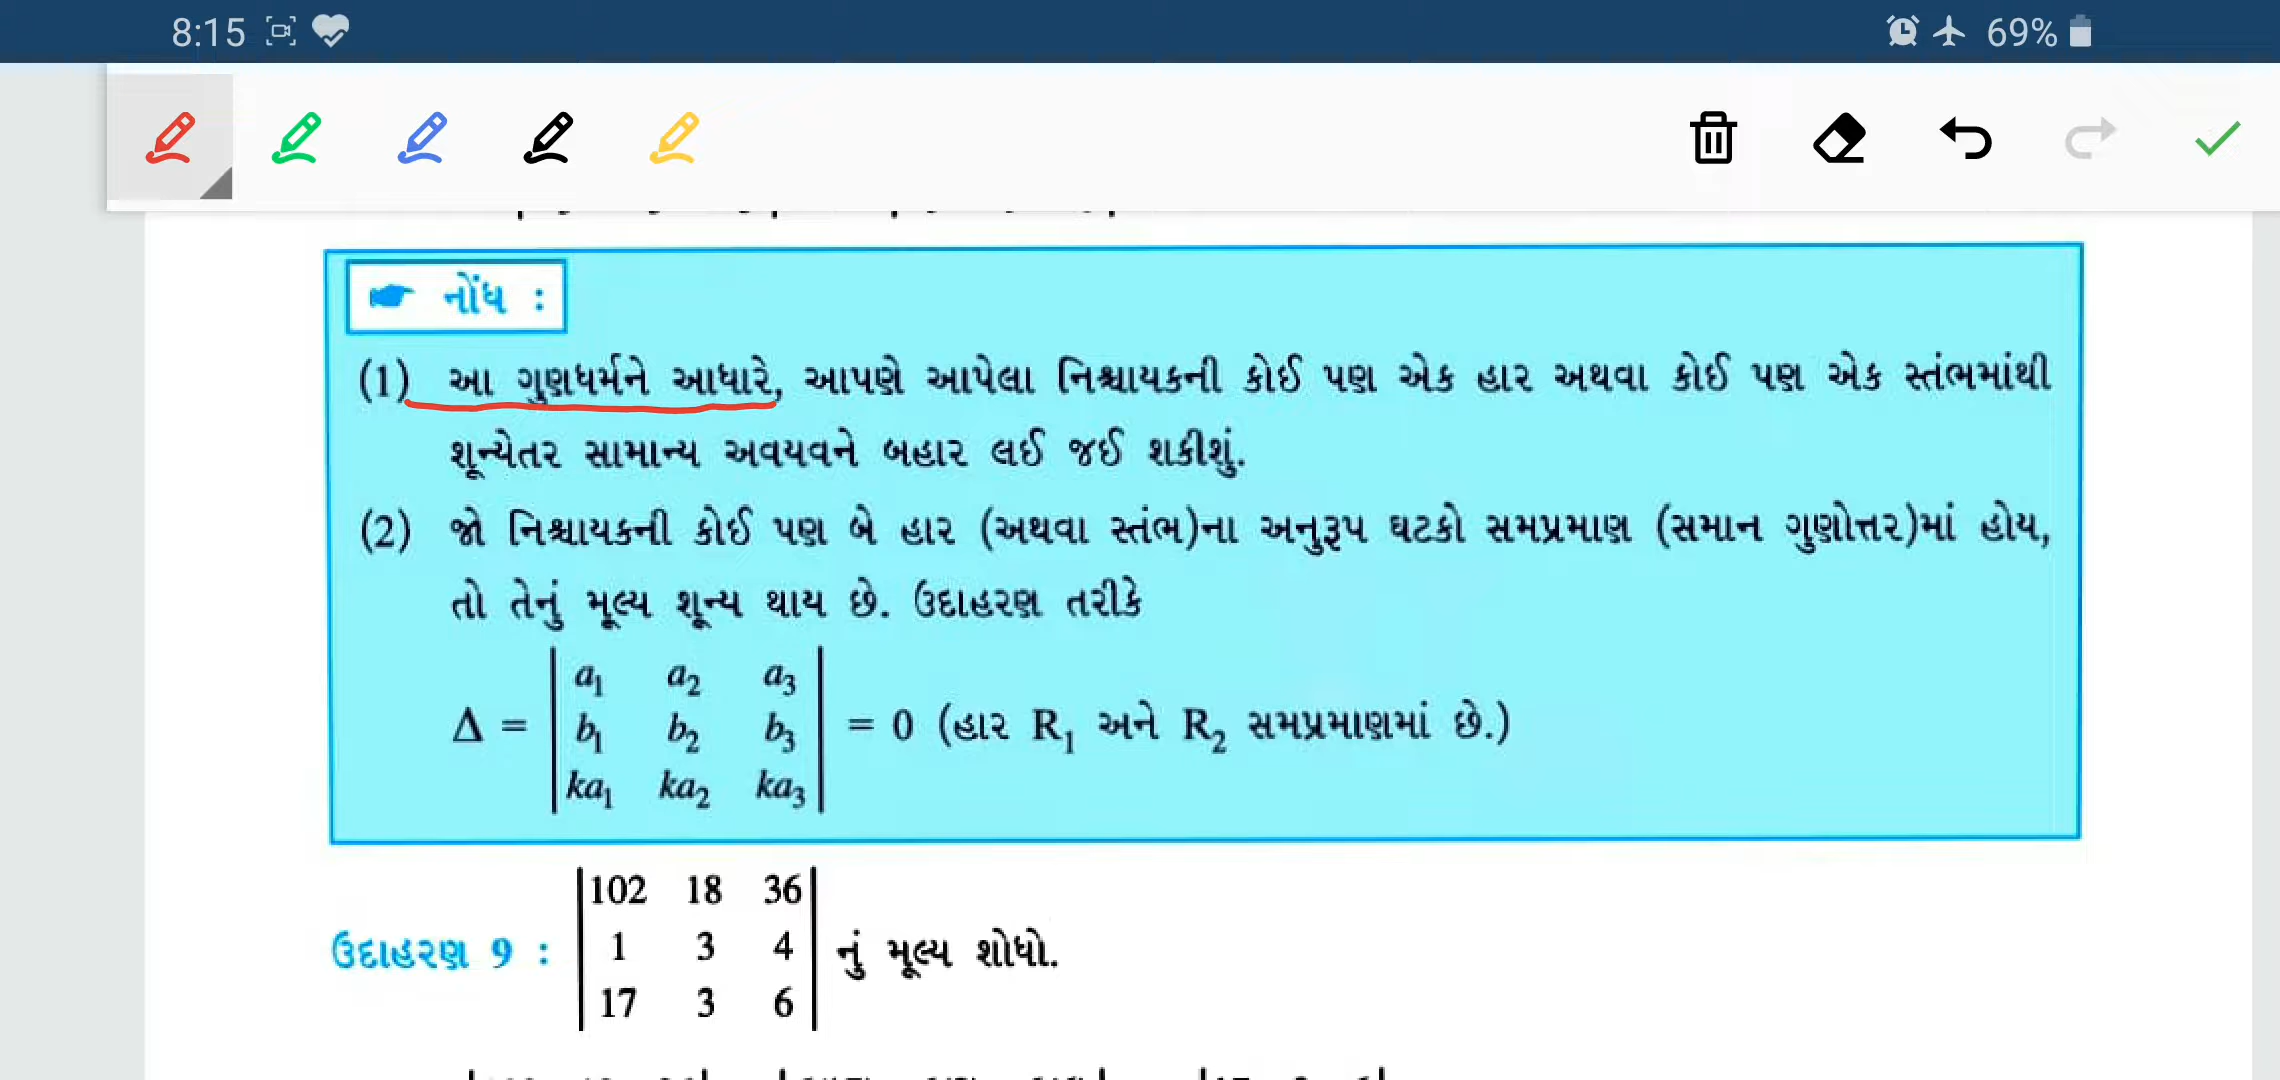 8:15 69%
નોંધ :
(1) આ ગુણધર્મને આધારે, આપણે આપેલા નિશ્ચાયકની કોઈ પણ એક હાર અથવા કોઈ પણ એક સ્તંભમાંથી
શૂન્યેતર સામાન્ય અવયવને બહાર લઈ જઈ શકીશું.
(2) જો નિશ્ચાયકની કોઈ પણ બે હાર (અથવા સ્તંભ)ના અનુરૂપ ઘટકો સમપ્રમાણ (સમાન ગુણોત્તર)માં હોય,
તો તેનું મૂલ્ય શૂન્ય થાય છે. ઉદાહરણ તરીકે
a₁ a₂ a₃
Δ = b₁ b₂ b₃ = 0 (હાર R₁ અને R₂ સમપ્રમાણમાં છે.)
ka₁ ka₂ ka₃
102 18 36
ઉદાહરણ 9 : 1 3 4 નું મૂલ્ય શોધો.
17 3 6